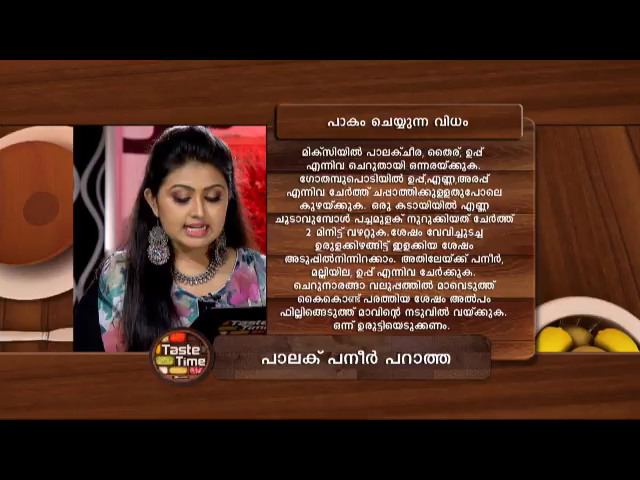 പാകം ചെയ്യുന്ന വിധം
മിക്സിയിൽ പാലക്ചീര, തൈര്, ഉപ്പ്
എന്നിവ ചെറുതായി ഒന്നരയ്ക്കുക.
ഗോതമ്പുപൊടിയിൽ ഉപ്പ്,എണ്ണ,അരപ്പ്
എന്നിവ ചേർത്ത് ചപ്പാത്തിക്കുള്ളതുപോലെ
കുഴയ്ക്കുക. ഒരു കടായിയിൽ എണ്ണ
ചൂടാവുമ്പോൾ പച്ചമുളക് നുറുക്കിയത് ചേർത്ത്
2 മിനിട്ട് വഴറ്റുക.ശേഷം വേവിച്ചുടച്ച
ഉരുളക്കിഴങ്ങിട്ട് ഇളക്കിയ ശേഷം
അടുപ്പിൽനിന്നിറക്കാം. അതിലേയ്ക്ക് പനീർ,
മല്ലിയില, ഉപ്പ് എന്നിവ ചേർക്കുക.
ചെറുനാരങ്ങാ വലുപ്പത്തിൽ മാവെടുത്ത്
കൈകൊണ്ട് പരത്തിയ ശേഷം അൽപം
ഫില്ലിങ്ങെടുത്ത് മാവിന്റെ നടുവിൽ വയ്ക്കുക.
ഒന്ന് ഉരുട്ടിയെടുക്കണം.
Taste
Time
പാലക് പനീർ പറാത്ത
Taste
Time